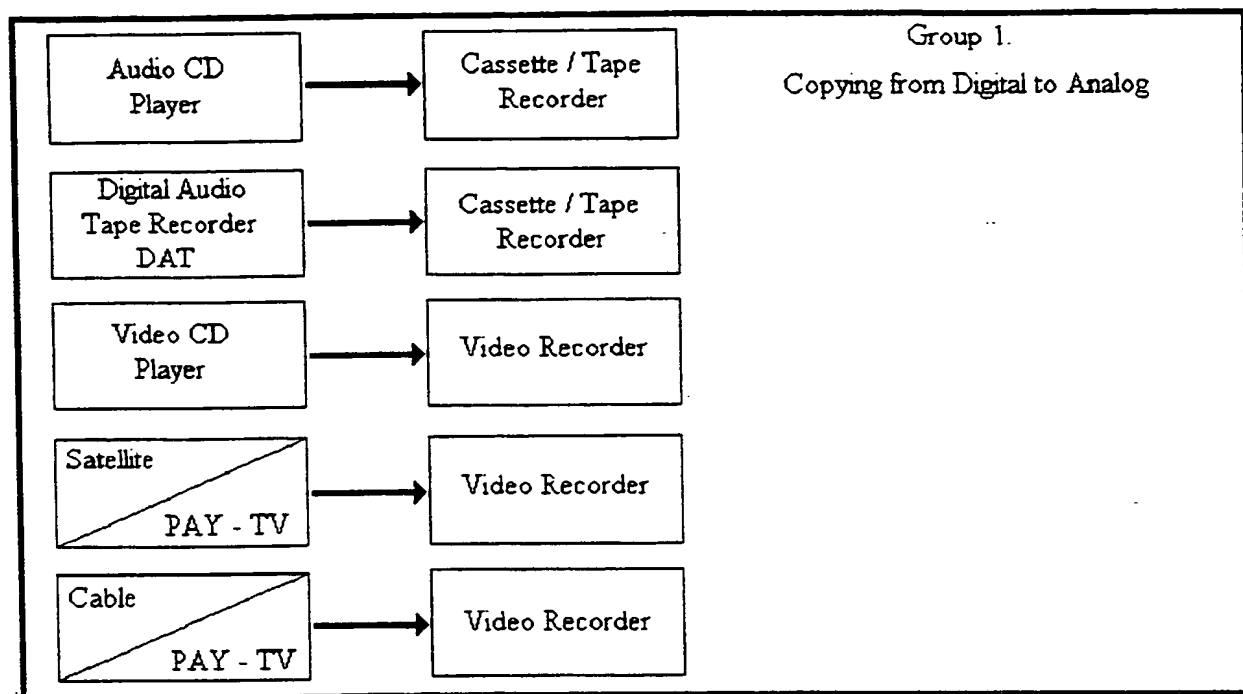 Group 1.
Copying from Digital to Analog
Audio CD
Player
Cassette / Tape
Recorder
Digital Audio
Tape Recorder
DAT
Cassette / Tape
Recorder
Video CD
Player
Video Recorder
Satellite
PAY - TV
Video Recorder
Cable
PAY - TV
Video Recorder